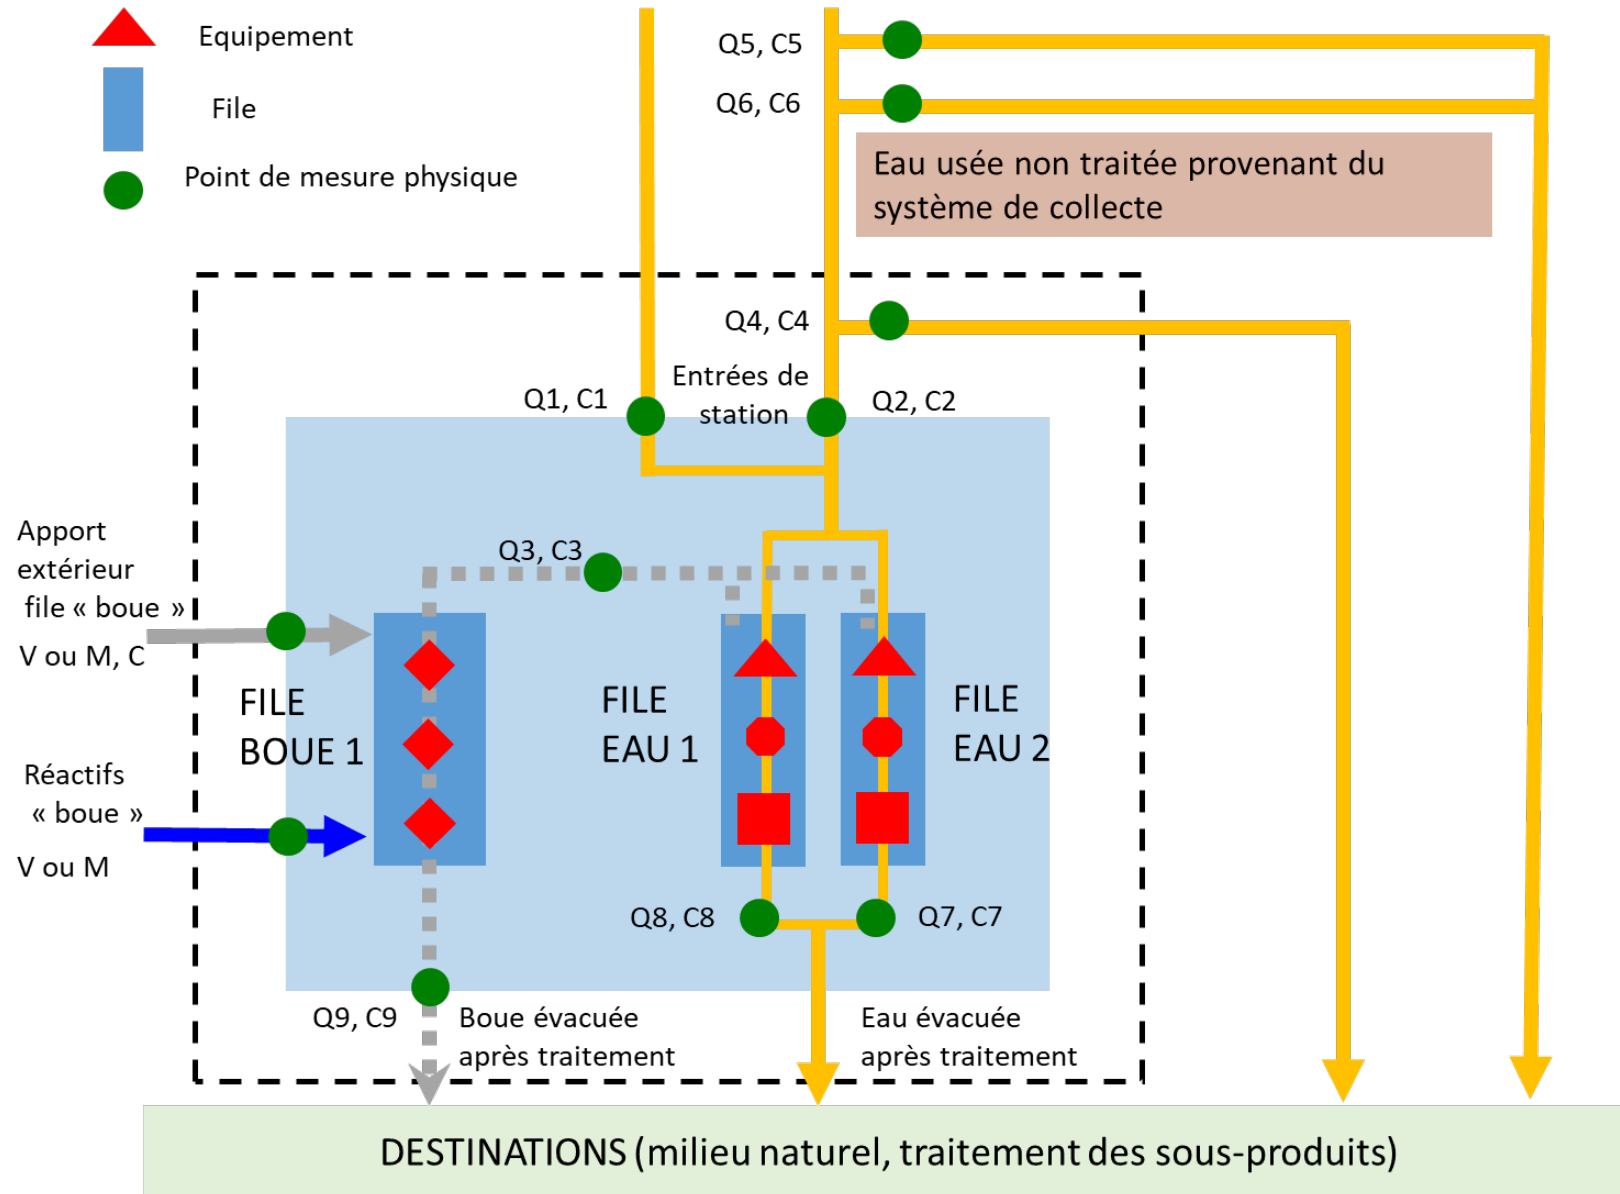 Equipement
File
Point de mesure physique
Q5, C5
Q6, C6
Eau usée non traitée provenant du
système de collecte
Q4, C4
Entrées de
station
Q1, C1
Q2, C2
Apport
extérieur
file « boue »
V ou M, C
Q3, C3
FILE
BOUE 1
FILE
EAU 1
FILE
EAU 2
Réactifs
« boue »
V ou M
Q8, C8
Q7, C7
Q9, C9
Boue évacuée
après traitement
Eau évacuée
après traitement
DESTINATIONS (milieu naturel, traitement des sous-produits)